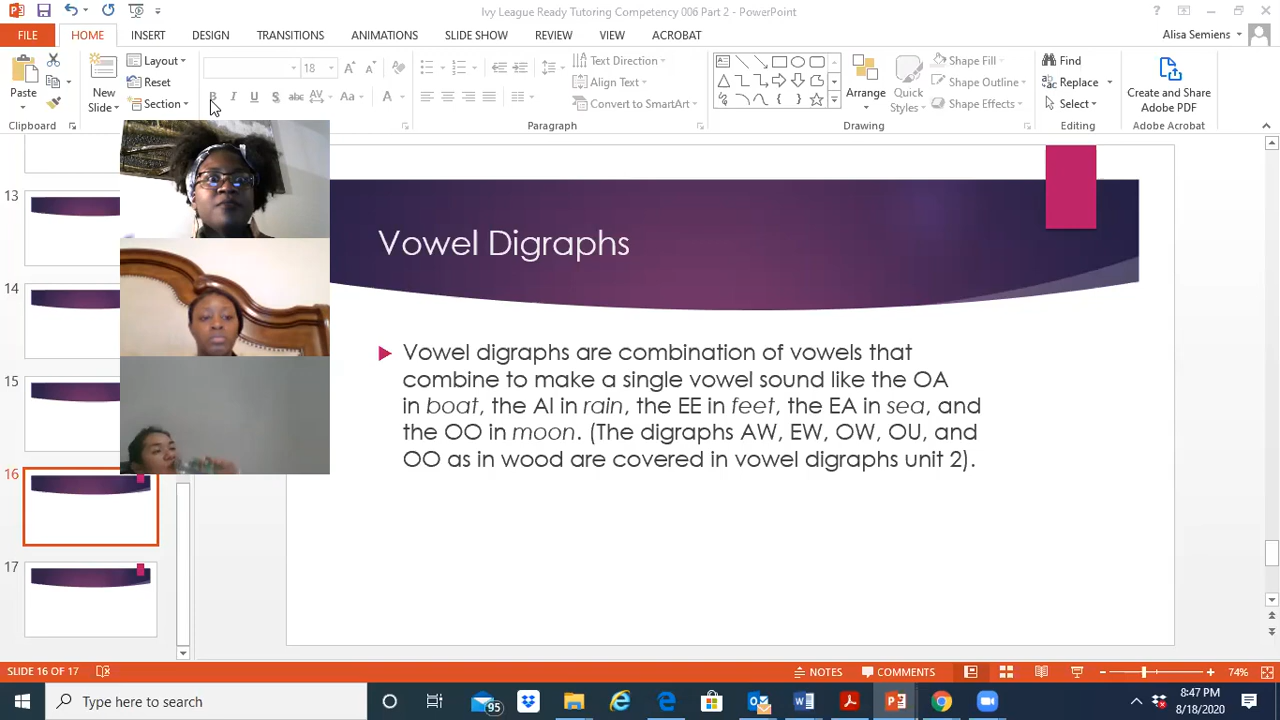 Ivy League Ready Tutoring Competency 006 Part 2 - PowerPoint
FILE HOME INSERT DESIGN TRANSITIONS ANIMATIONS SLIDE SHOW REVIEW VIEW ACROBAT Alisa Semiens
Paste
New Slide
Layout
Reset
Section
18
B I U S abc AV Aa A
Text Direction
Align Text
Convert to SmartArt
Arrange
Quick Styles
Shape Fill
Shape Outline
Shape Effects
Find
Replace
Select
Create and Share Adobe PDF
Clipboard Paragraph Drawing Editing Adobe Acrobat
13
14
15
16
17
Vowel Digraphs
Vowel digraphs are combination of vowels that
combine to make a single vowel sound like the OA
in boat, the AI in rain, the EE in feet, the EA in sea, and
the OO in moon. (The digraphs AW, EW, OW, OU, and
OO as in wood are covered in vowel digraphs unit 2).
SLIDE 16 OF 17 NOTES COMMENTS 74%
Type here to search
95
8:47 PM
8/18/2020